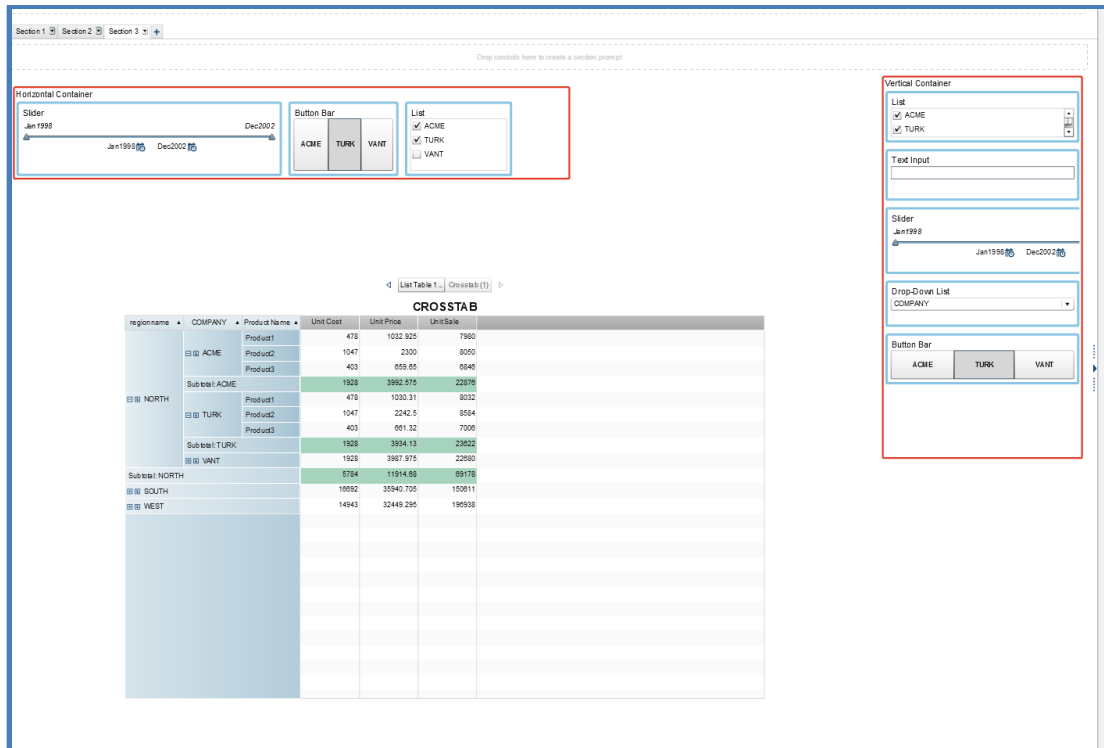 Section 1 Section 2 Section 3 +
Drop controls here to create a section prompt
Horizontal Container
Slider
Jan1998 Dec2002
Jan1998 Dec2002
Button Bar
ACME TURK VANT
List
ACME
TURK
VANT
Vertical Container
List
ACME
TURK
Text Input
Slider
Jan1998
Jan1998 Dec2002
Drop-Down List
COMPANY
Button Bar
ACME TURK VANT
List Table 1... Crosstab (1)
CROSSTAB
regionname COMPANY Product Name Unit Cost Unit Price UnitSale
Product1 478 1032.925 7980
ACME Product2 1047 2300 8050
Product3 403 659.65 6846
Subtotal: ACME 1928 3992.575 22876
NORTH Product1 478 1030.31 8032
TURK Product2 1047 2242.5 8584
Product3 403 661.32 7006
Subtotal: TURK 1928 3934.13 23622
VANT 1928 3987.975 22680
Subtotal: NORTH 5784 11914.68 69178
SOUTH 16692 35940.705 150611
WEST 14943 32449.295 196938